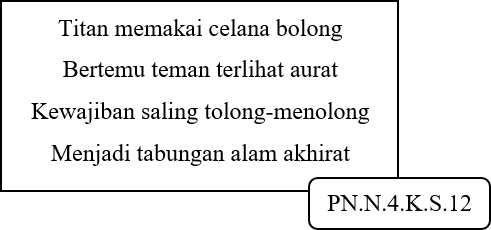 Titan memakai celana bolong
Bertemu teman terlihat aurat
Kewajiban saling tolong-menolong
Menjadi tabungan alam akhirat
PN.N.4.K.S.12